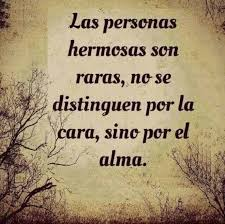 Las personas
hermosas son
raras, no se
distinguen por la
cara, sino por el
alma.